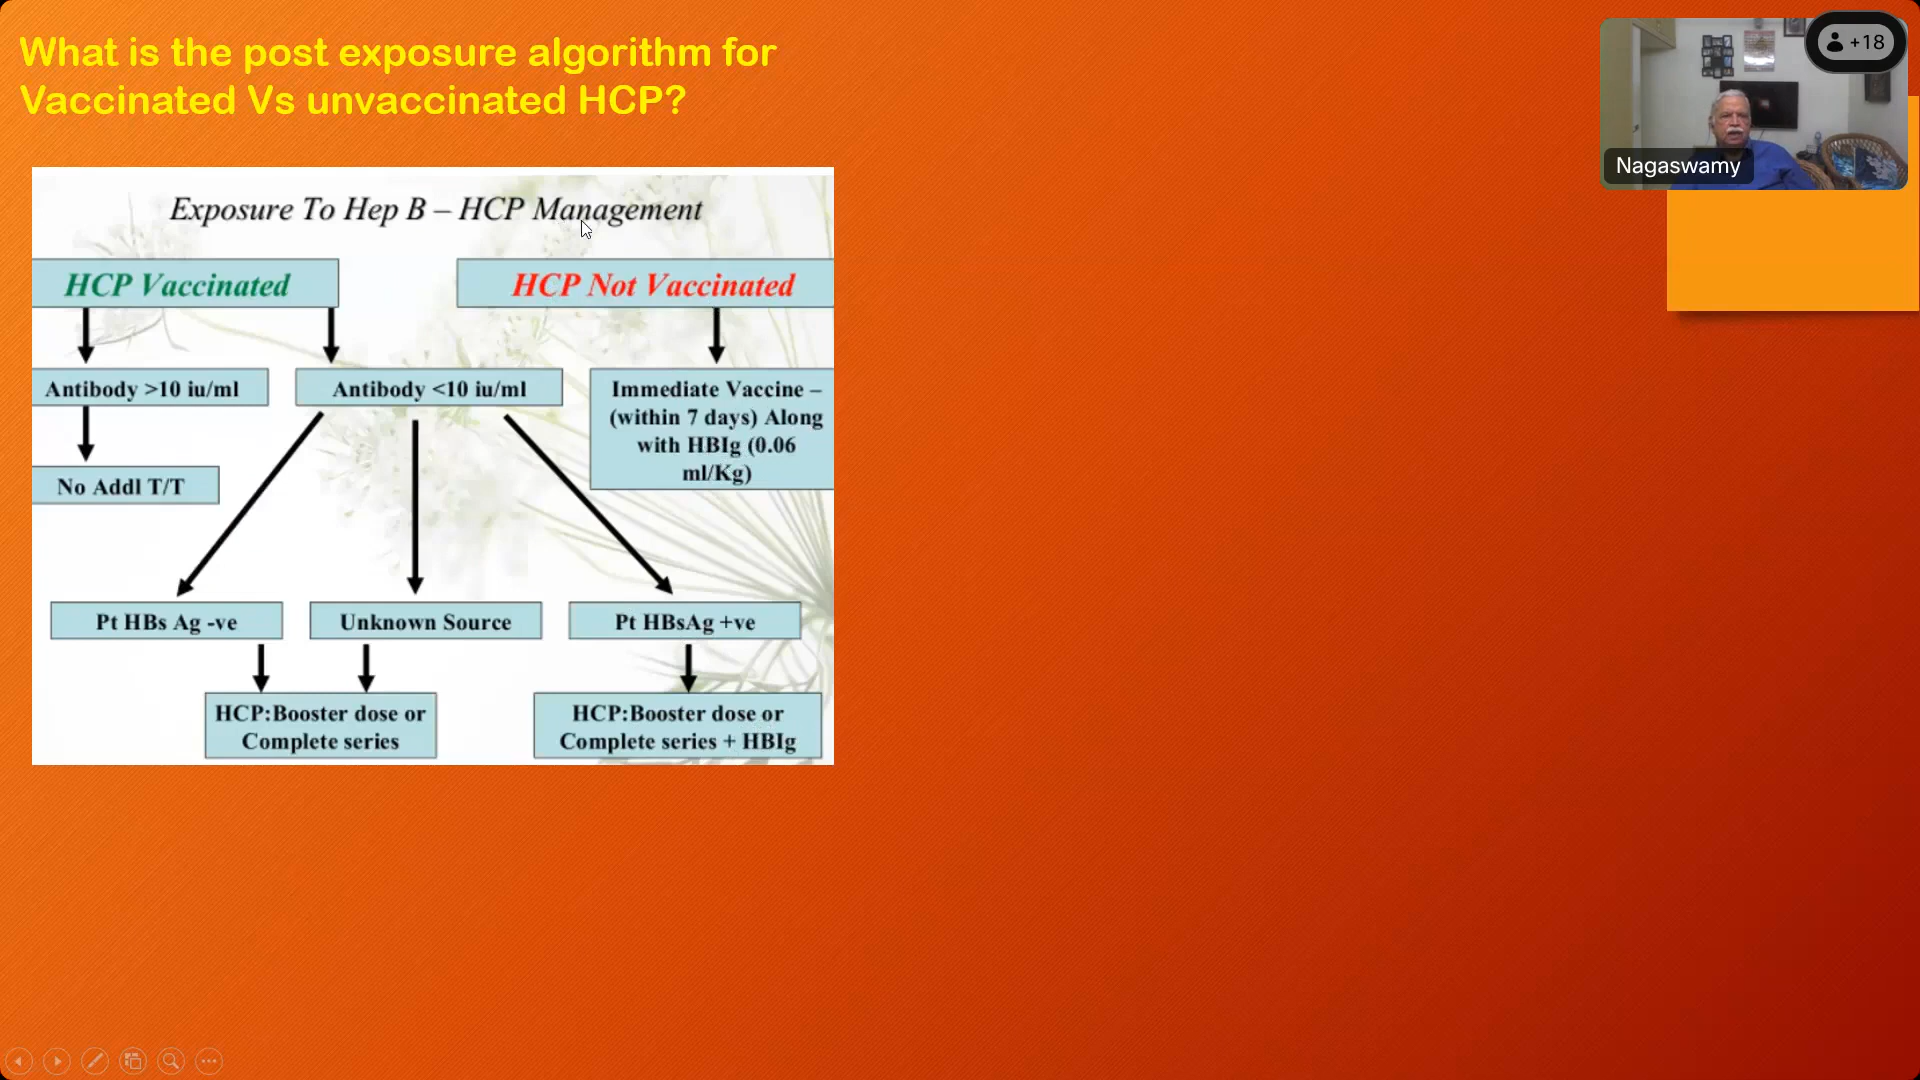 What is the post exposure algorithm for
Vaccinated Vs unvaccinated HCP?
+18
Nagaswamy
Exposure To Hep B – HCP Management
HCP Vaccinated
HCP Not Vaccinated
Antibody >10 iu/ml
Antibody <10 iu/ml
Immediate Vaccine –
(within 7 days) Along
with HBIg (0.06
ml/Kg)
No Addl T/T
Pt HBs Ag -ve
Unknown Source
Pt HBsAg +ve
HCP:Booster dose or
Complete series
HCP:Booster dose or
Complete series + HBIg